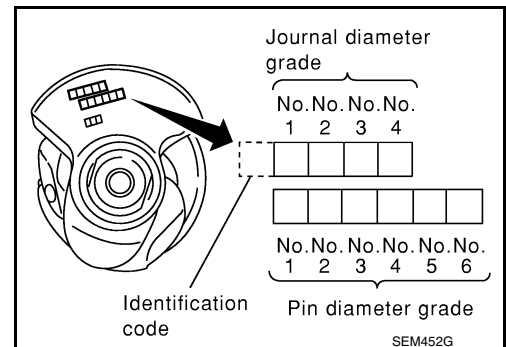 Journal diameter
grade
No.No.No.No.
1 2 3 4
No.No.No.No.No.No.
1 2 3 4 5 6
Identification
code
Pin diameter grade
SEM452G